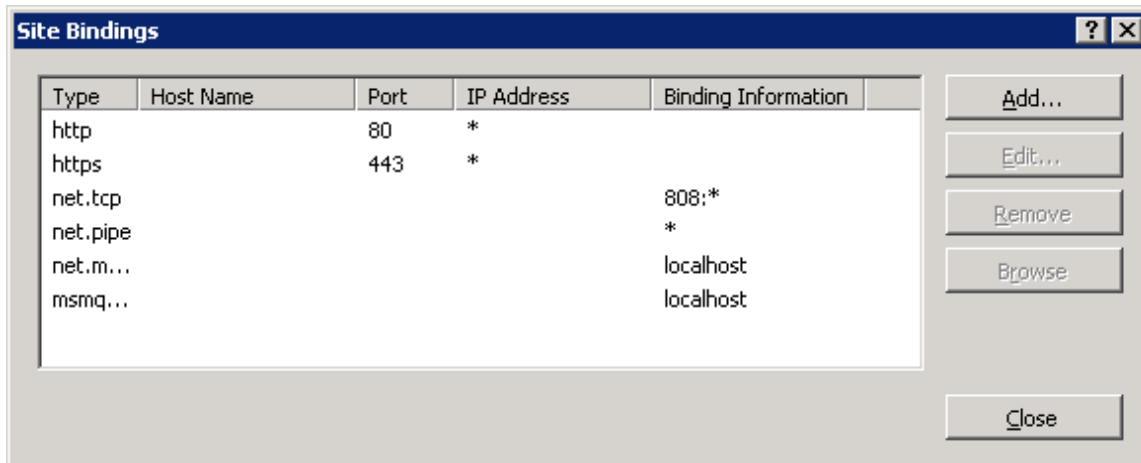 Site Bindings
Type Host Name Port IP Address Binding Information
http 80 *
https 443 *
net.tcp 808:*
net.pipe *
net.m... localhost
msmq... localhost
Add...
Edit...
Remove
Browse
Close